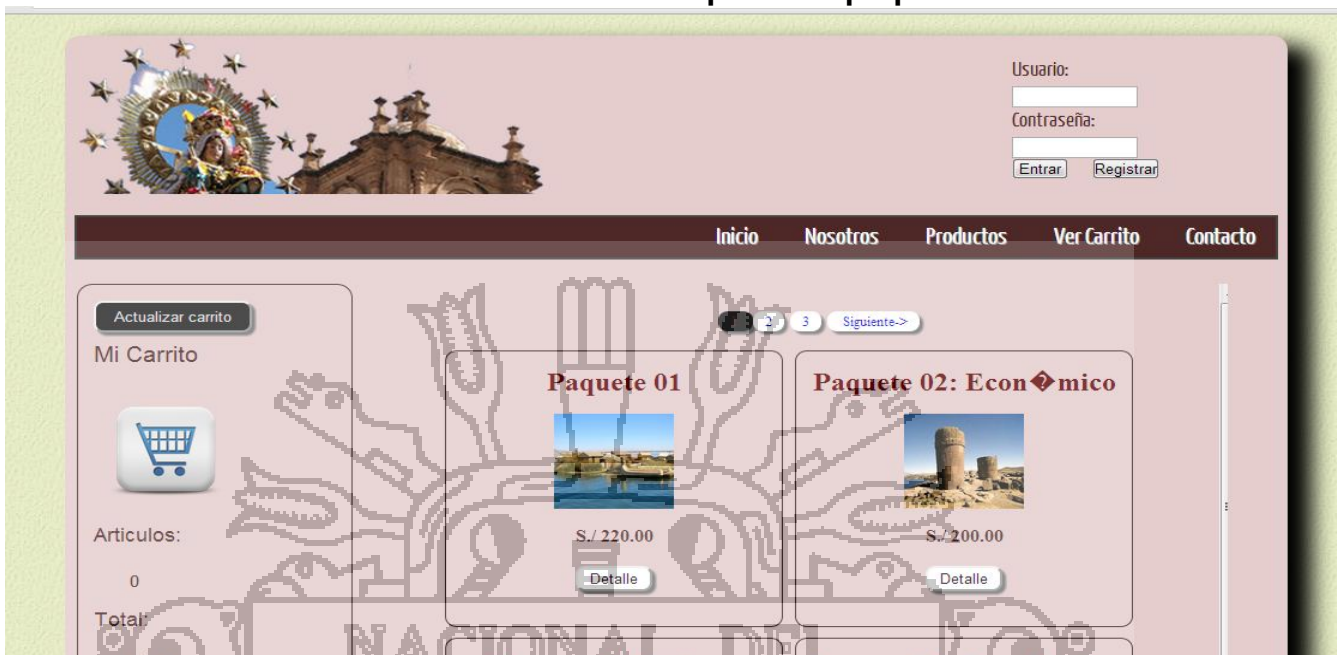 Usuario:
Contraseña:
Entrar Registrar
Inicio Nosotros Productos Ver Carrito Contacto
Actualizar carrito
Mi Carrito
2 3 Siguiente->
Paquete 01
Paquete 02: Econ�mico
S./ 220.00
S./ 200.00
Detalle
Detalle
Articulos:
0
Total:
NACIONAL DEL